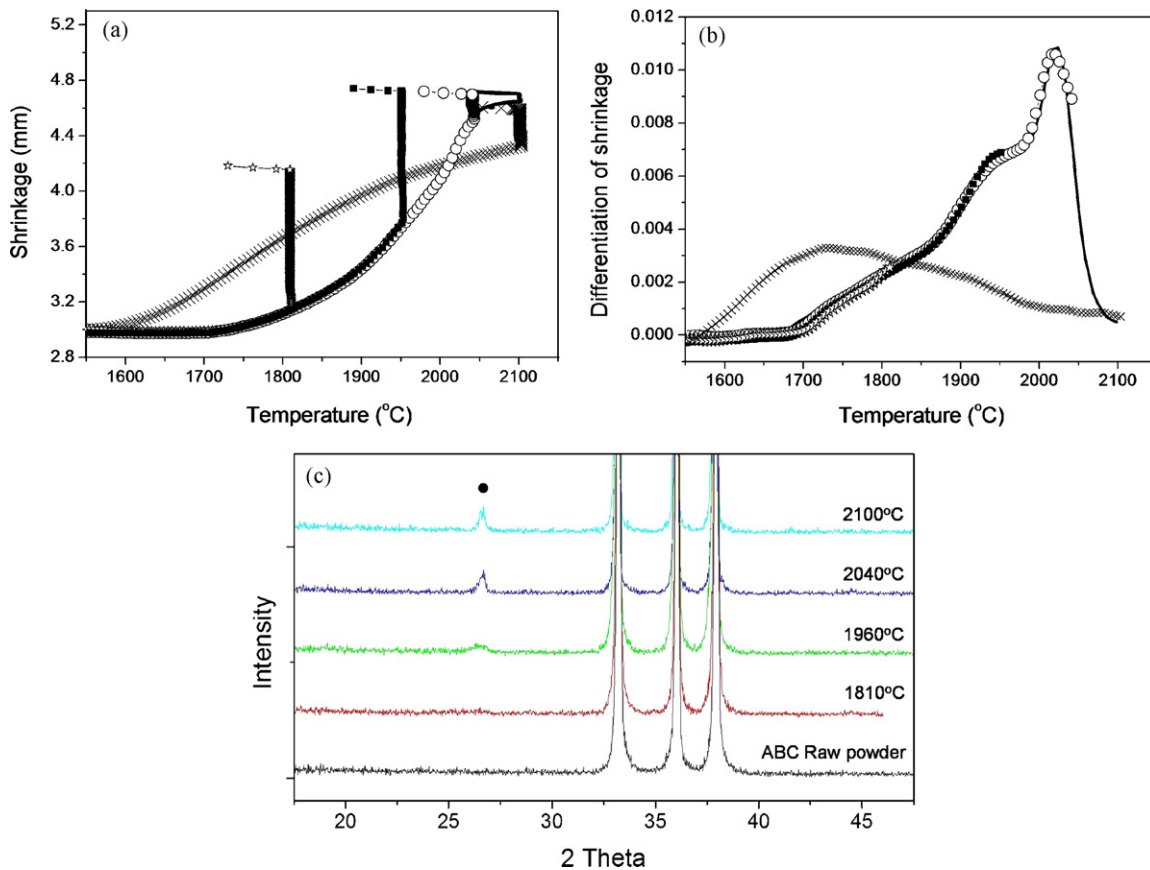 (a)
5.2
4.8
4.4
4.0
3.6
3.2
2.8
Shrinkage (mm)
1600 1700 1800 1900 2000 2100
Temperature (°C)
(b)
0.012
0.010
0.008
0.006
0.004
0.002
0.000
Differentiation of shrinkage
1600 1700 1800 1900 2000 2100
Temperature (°C)
(c)
2100°C
2040°C
1960°C
1810°C
ABC Raw powder
Intensity
20 25 30 35 40 45
2 Theta